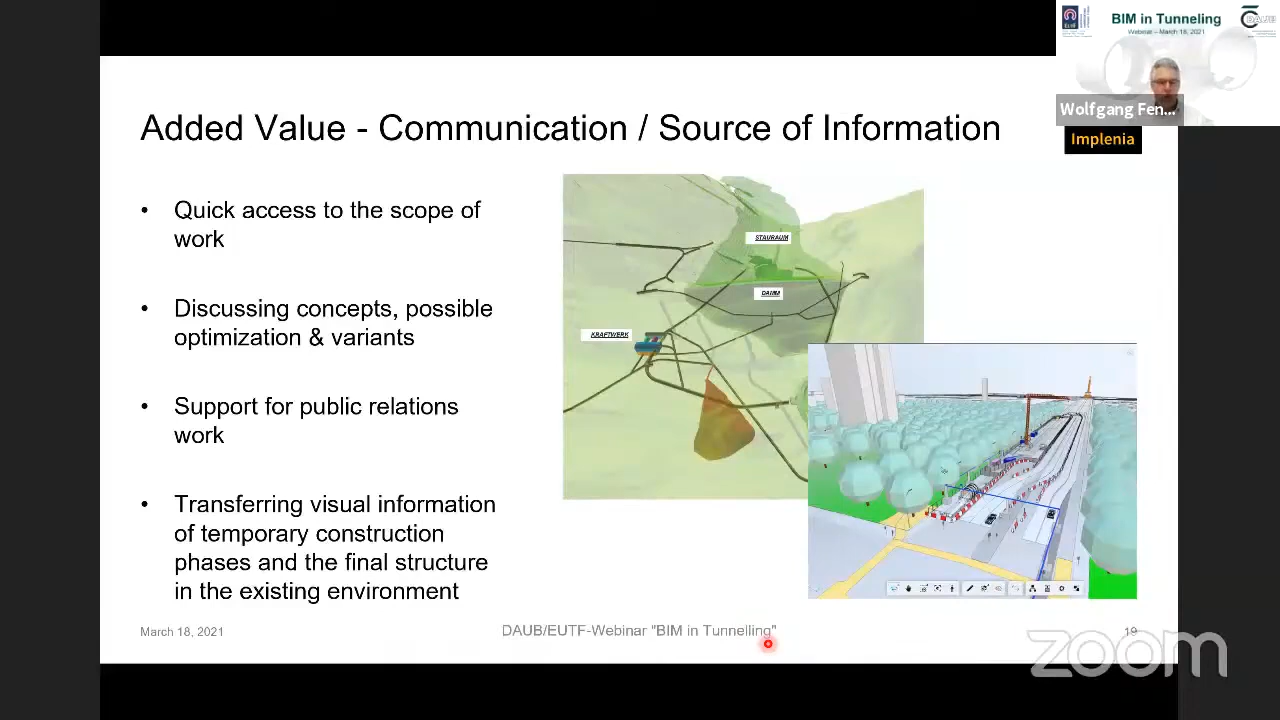 BIM in Tunneling
Webinar – March 18, 2021
DAUB
Wolfgang Fen...
Implenia
Added Value - Communication / Source of Information
• Quick access to the scope of
work
• Discussing concepts, possible
optimization & variants
• Support for public relations
work
• Transferring visual information
of temporary construction
phases and the final structure
in the existing environment
STAURAUM
DAMM
KRAFTWERK
March 18, 2021
DAUB/EUTF-Webinar "BIM in Tunnelling"
19
zoom